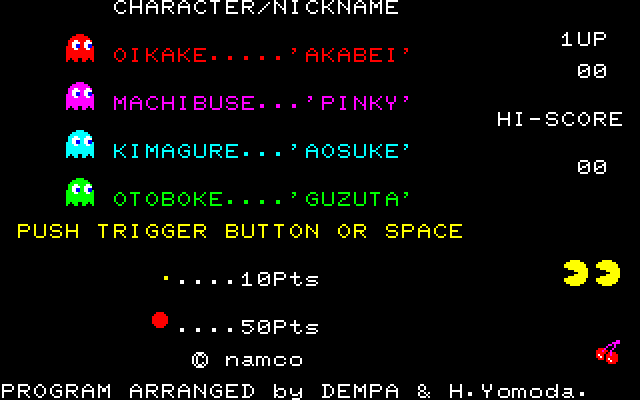 CHARACTER/NICKNAME
OIKAKE.....'AKABEI'
MACHIBUSE...'PINKY'
KIMAGURE...'AOSUKE'
OTOBOKE....'GUZUTA'
1UP
00
HI-SCORE
00
PUSH TRIGGER BUTTON OR SPACE
....10Pts
....50Pts
© namco
PROGRAM ARRANGED by DEMPA & H.Yomoda.